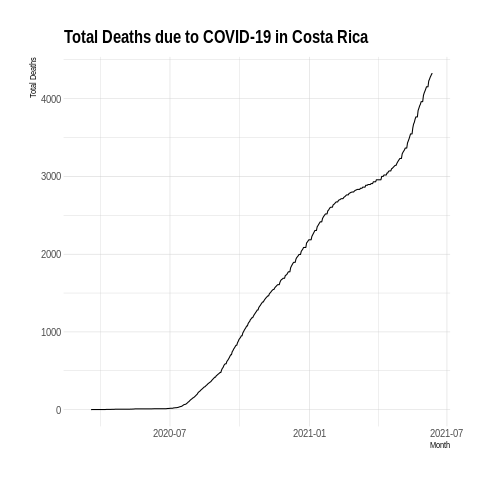 Total Deaths due to COVID-19 in Costa Rica
Total Deaths
4000
3000
2000
1000
0
2020-07
2021-01
2021-07
Month